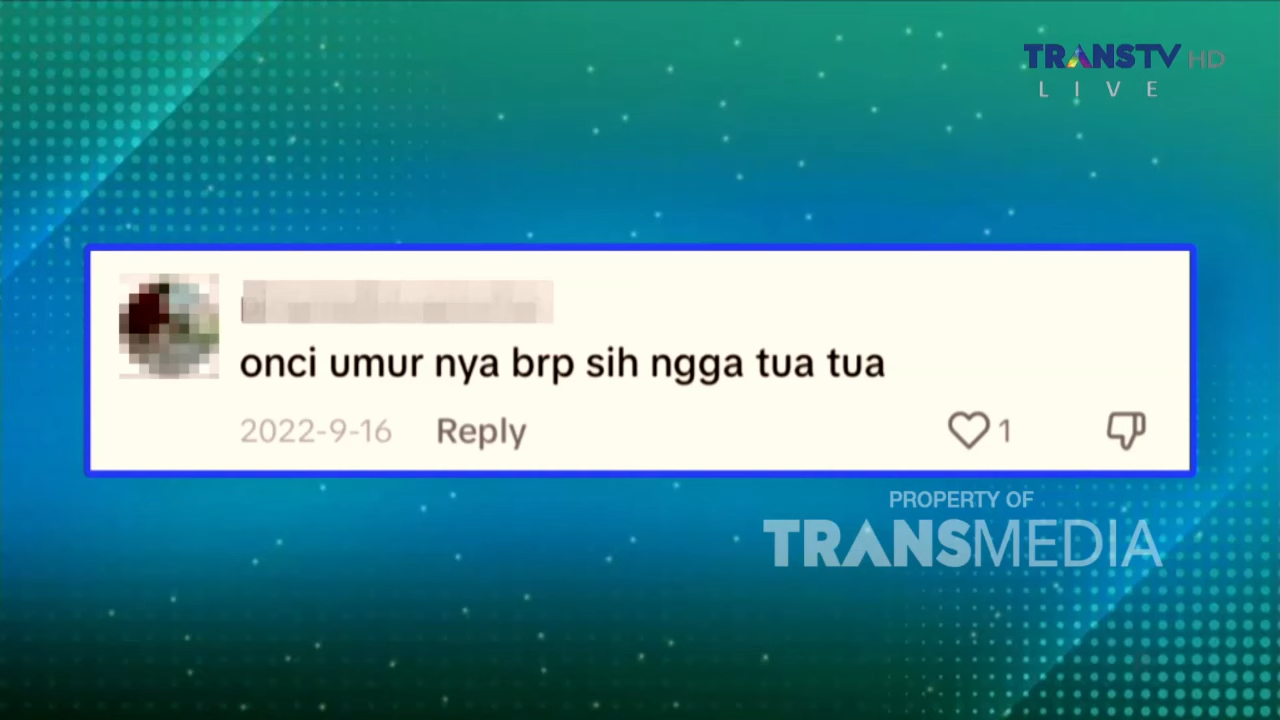 TRANSTV HD
LIVE
onci umur nya brp sih ngga tua tua
2022-9-16 Reply 1
PROPERTY OF
TRANSMEDIA